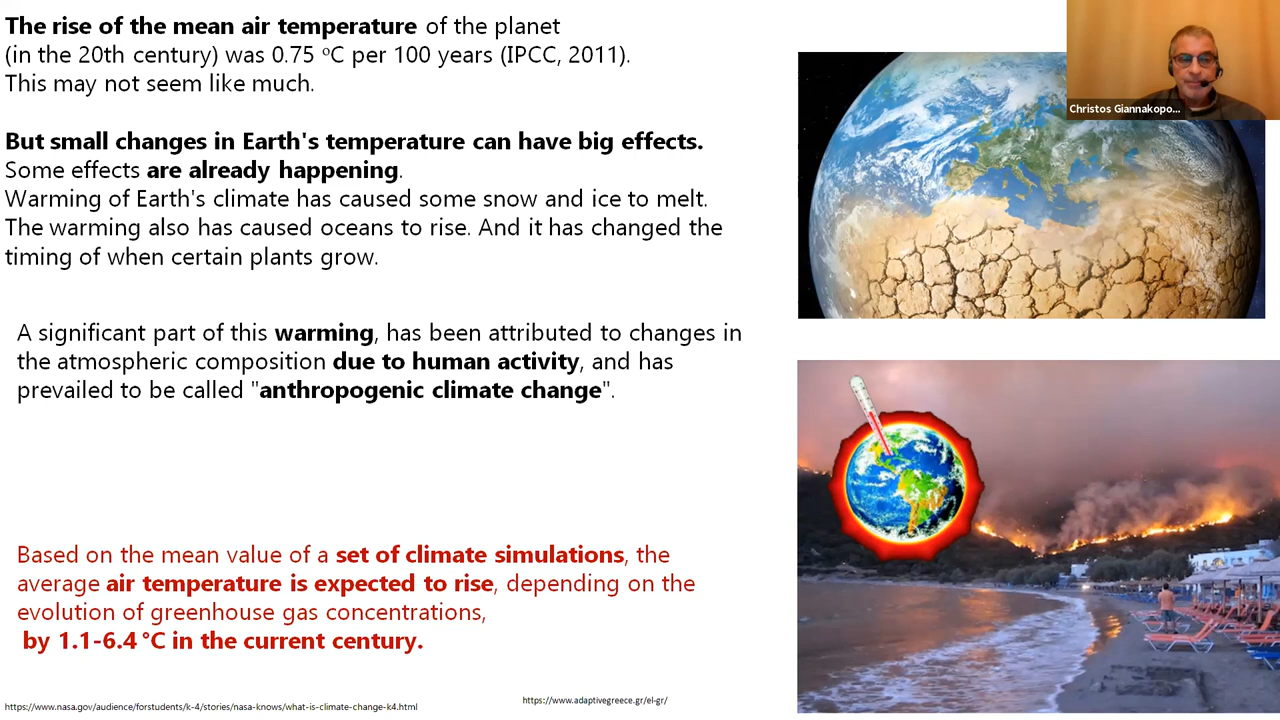 The rise of the mean air temperature of the planet
(in the 20th century) was 0.75 ºC per 100 years (IPCC, 2011).
This may not seem like much.
But small changes in Earth's temperature can have big effects.
Some effects are already happening.
Warming of Earth's climate has caused some snow and ice to melt.
The warming also has caused oceans to rise. And it has changed the
timing of when certain plants grow.
A significant part of this warming, has been attributed to changes in
the atmospheric composition due to human activity, and has
prevailed to be called "anthropogenic climate change".
Based on the mean value of a set of climate simulations, the
average air temperature is expected to rise, depending on the
evolution of greenhouse gas concentrations,
by 1.1-6.4 °C in the current century.
https://www.nasa.gov/audience/forstudents/k-4/stories/nasa-knows/what-is-climate-change-k4.html
https://www.adaptivegreece.gr/el-gr/
Christos Giannakopo...